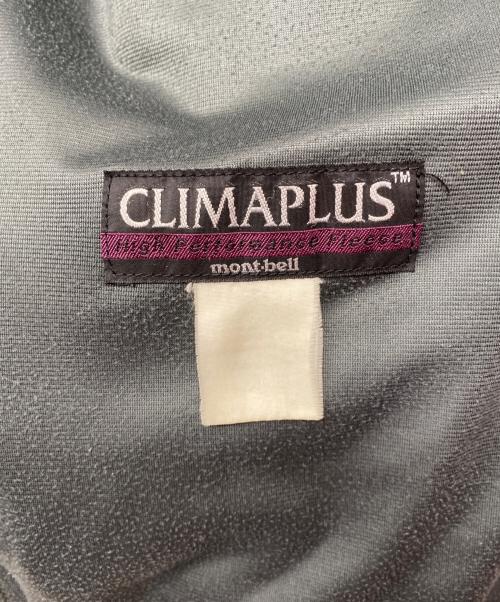 CLIMAPLUS™
High Performance Fleece
mont-bell